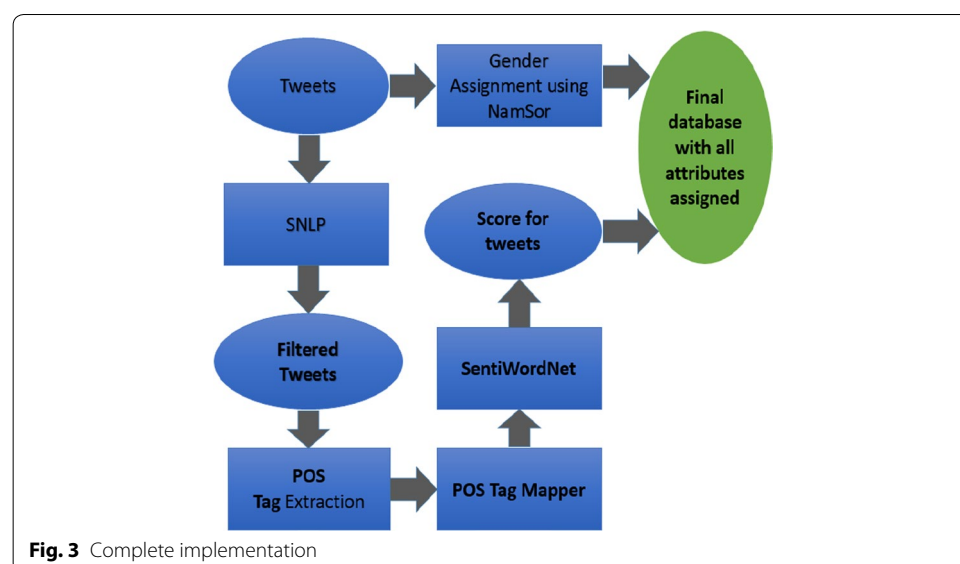 Tweets
Gender
Assignment using
NamSor
Final
database
with all
attributes
assigned
SNLP
Score for
tweets
Filtered
Tweets
SentiWordNet
POS
Tag Extraction
POS Tag Mapper
Fig. 3 Complete implementation